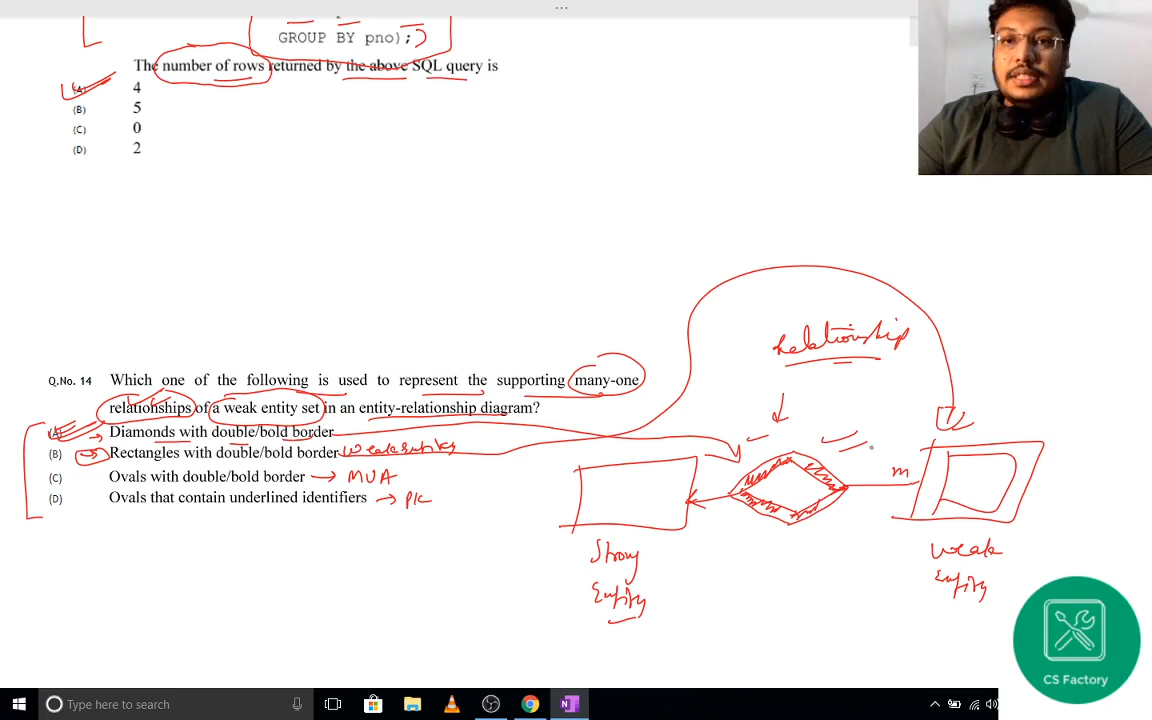 GROUP BY pno);
The number of rows returned by the above SQL query is
(A) 4
(B) 5
(C) 0
(D) 2
relationship
Q.No. 14 Which one of the following is used to represent the supporting many-one
relationships of a weak entity set in an entity-relationship diagram?
(A) Diamonds with double/bold border
(B) Rectangles with double/bold border weak entity
(C) Ovals with double/bold border → MVA
(D) Ovals that contain underlined identifiers → PK
m
Strong
Entity
weak
Entity
CS Factory
Type here to search